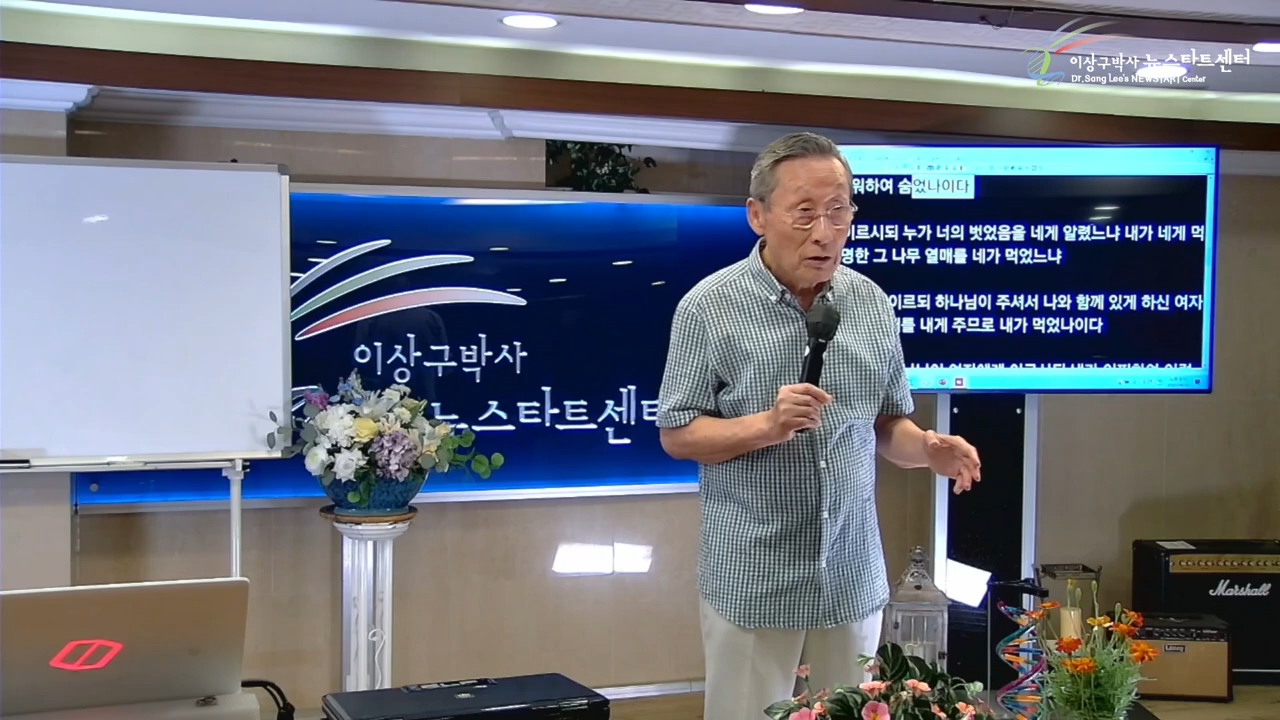 이상구박사 뉴스타트센터
Dr. Sang Lee's NEWSTART Center
워하여 숨었나이다
이르시되 누가 너의 벗었음을 네게 알렸느냐 내가 네게 먹
명한 그 나무 열매를 네가 먹었느냐
이르되 하나님이 주셔서 나와 함께 있게 하신 여자
를 내게 주므로 내가 먹었나이다
이상구박사
뉴스타트센터
Marshall
Laney